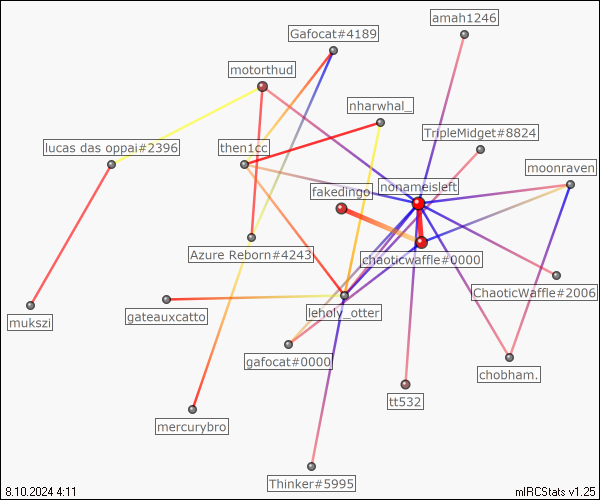 amah1246
Gafocat#4189
motorthud
nharwhal_
TripleMidget#8824
lucas das oppai#2396
then1cc
moonraven
fakedingo
nonameisleft
Azure Reborn#4243
chaoticwaffle#0000
ChaoticWaffle#2006
mukszi
gateauxcatto
leholy_otter
gafocat#0000
chobham.
tt532
mercurybro
Thinker#5995
8.10.2024 4:11
mIRCStats v1.25